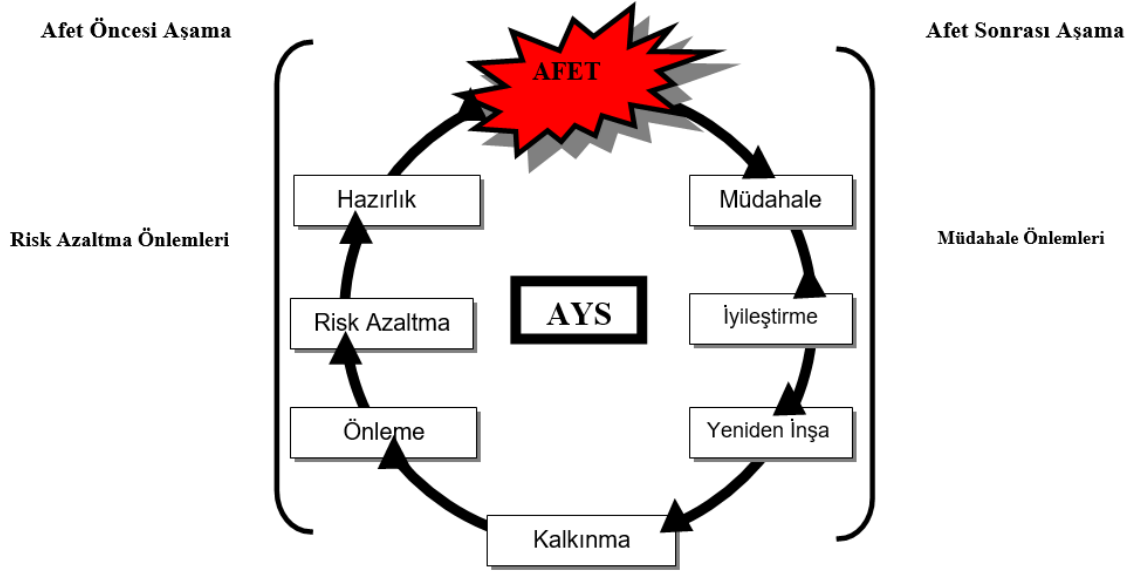 Afet Öncesi Aşama
Afet Sonrası Aşama
AFET
Hazırlık
Müdahale
Risk Azaltma Önlemleri
Müdahale Önlemleri
Risk Azaltma
AYS
İyileştirme
Önleme
Yeniden İnşa
Kalkınma